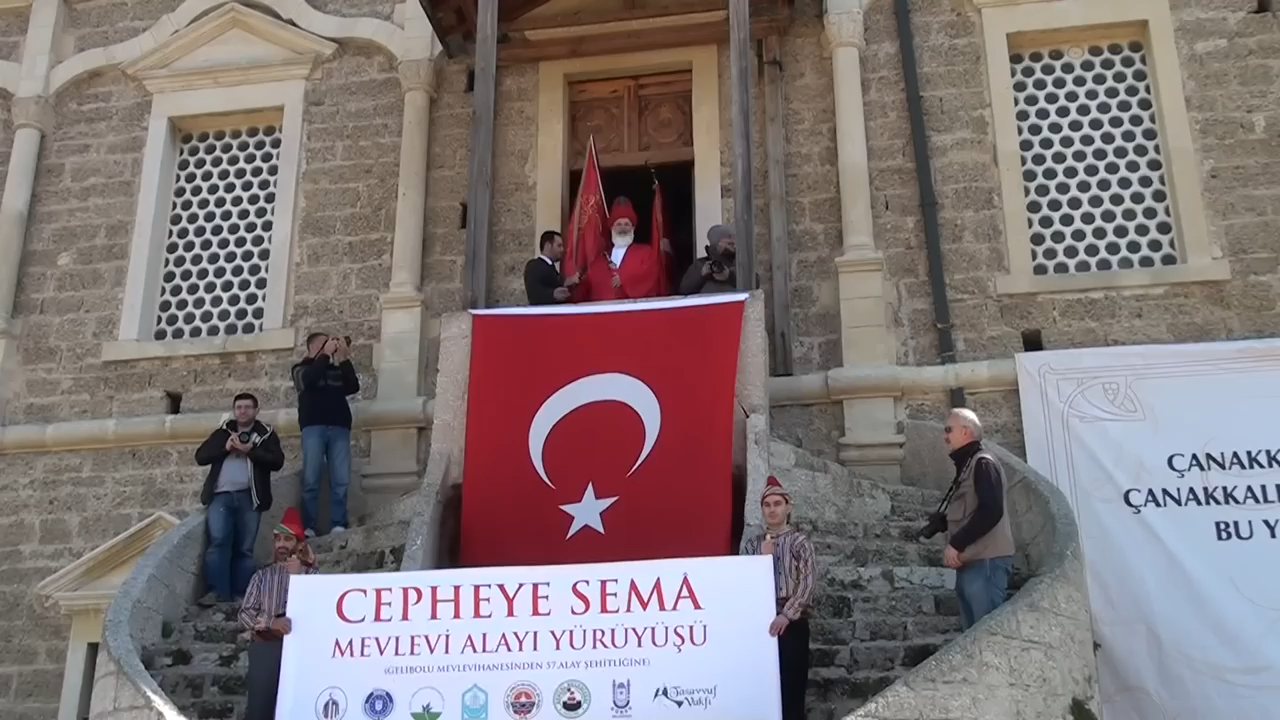 CEPHEYE SEMÂ
MEVLEVİ ALAYI YÜRÜYÜŞÜ
(GELİBOLU MEVLEVİHANESİNDEN 57.ALAY ŞEHİTLİĞİNE)
Tasavvuf
Vakfı
ÇANAKK
ÇANAKKAL
BU Y